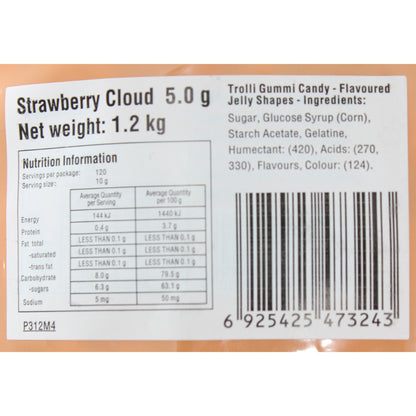 Strawberry Cloud 5.0 g
Net weight: 1.2 kg
Nutrition Information
Servings per package: 120
Serving size: 10 g
Average Quantity per Serving Average Quantity per 100 g
Energy 144 kJ 1440 kJ
Protein 0.4 g 3.7 g
Fat total LESS THAN 0.1 g LESS THAN 0.1 g
-saturated LESS THAN 0.1 g LESS THAN 0.1 g
-trans fat LESS THAN 0.1 g LESS THAN 0.1 g
Carbohydrate 8.0 g 79.5 g
-sugars 6.3 g 63.1 g
Sodium 5 mg 50 mg
P312M4
Trolli Gummi Candy - Flavoured
Jelly Shapes - Ingredients:
Sugar, Glucose Syrup (Corn),
Starch Acetate, Gelatine,
Humectant: (420), Acids: (270,
330), Flavours, Colour: (124).
6 925425 473243